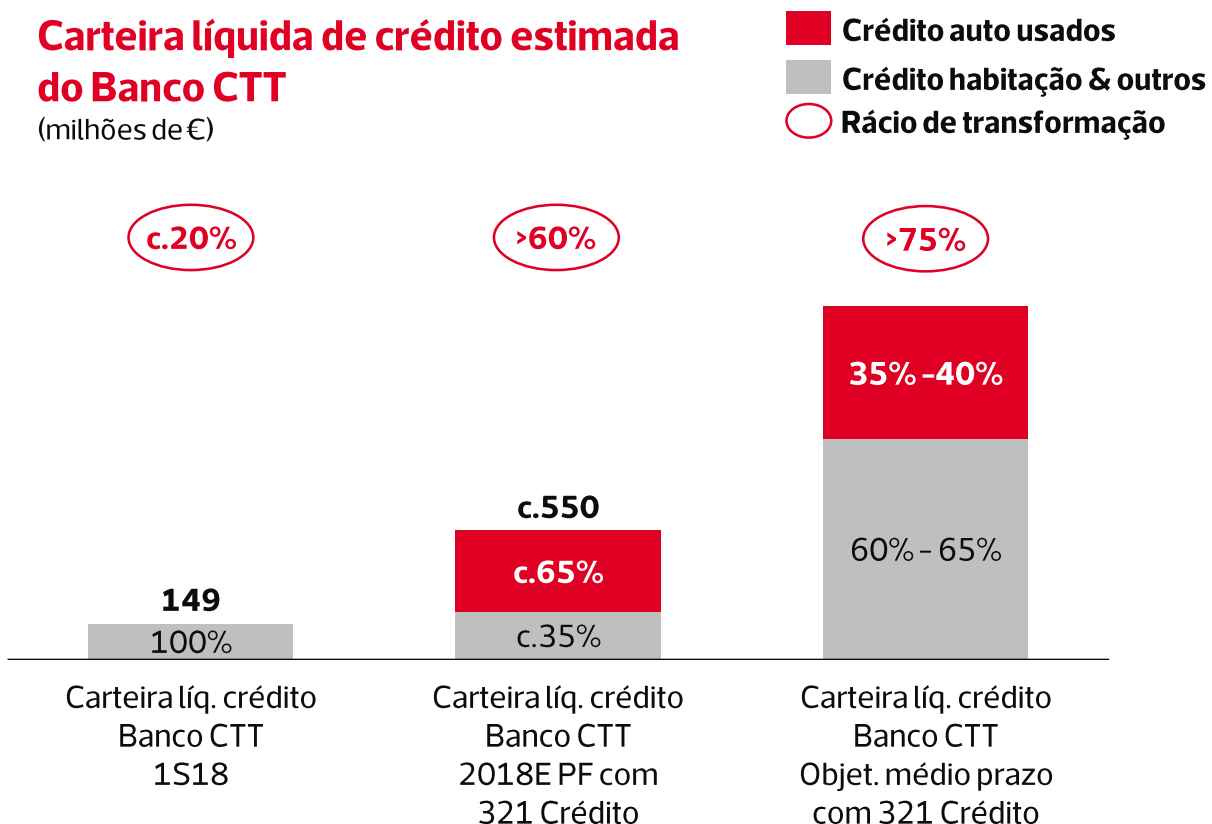 Carteira líquida de crédito estimada
do Banco CTT
(milhões de €)
Crédito auto usados
Crédito habitação & outros
Rácio de transformação
c.20%
>60%
>75%
35% -40%
60% - 65%
c.550
c.65%
c.35%
149
100%
Carteira líq. crédito
Banco CTT
1S18
Carteira líq. crédito
Banco CTT
2018E PF com
321 Crédito
Carteira líq. crédito
Banco CTT
Objet. médio prazo
com 321 Crédito